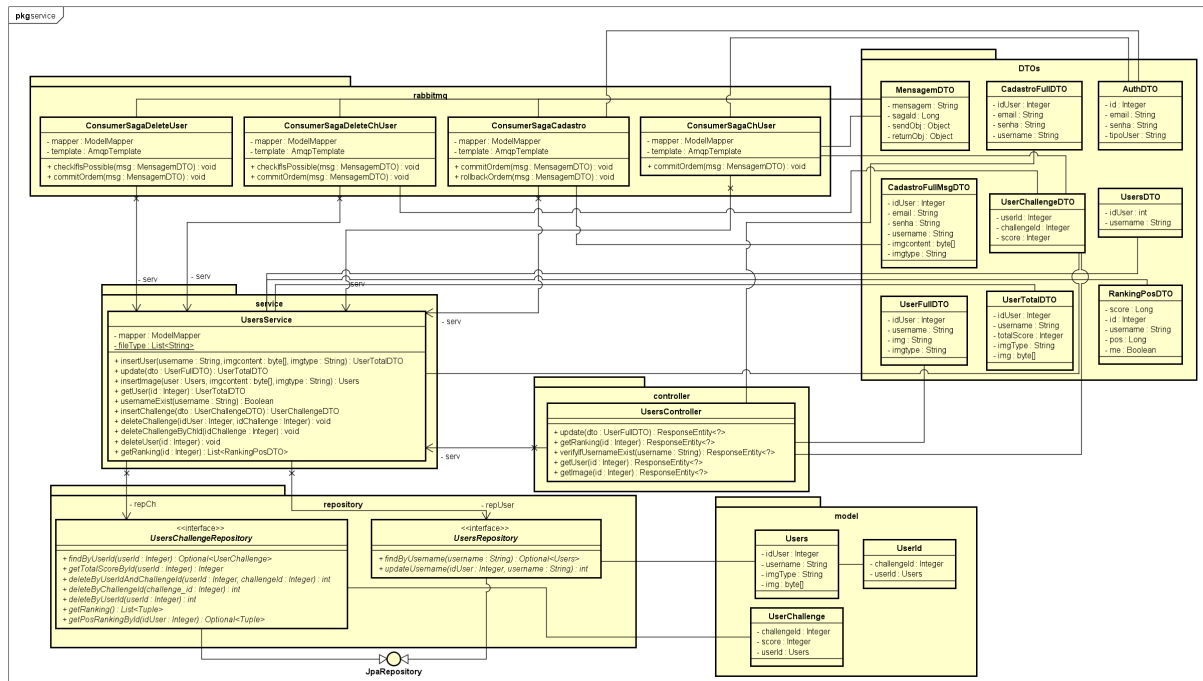 pkg service
rabbitmq
ConsumerSagaDeleteUser
- mapper : ModelMapper
- template : AmqpTemplate
+ checkIfIsPossible(msg : MensagemDTO) : void
+ commitOrdem(msg : MensagemDTO) : void
ConsumerSagaDeleteChUser
- mapper : ModelMapper
- template : AmqpTemplate
+ checkIfIsPossible(msg : MensagemDTO) : void
+ commitOrdem(msg : MensagemDTO) : void
ConsumerSagaCadastro
- mapper : ModelMapper
- template : AmqpTemplate
+ commitOrdem(msg : MensagemDTO) : void
+ rollbackOrdem(msg : MensagemDTO) : void
ConsumerSagaChUser
- mapper : ModelMapper
- template : AmqpTemplate
+ commitOrdem(msg : MensagemDTO) : void
DTOs
MensagemDTO
- mensagem : String
- sagaId : Long
- sendObj : Object
- returnObj : Object
CadastroFullDTO
- idUser : Integer
- email : String
- senha : String
- username : String
AuthDTO
- id : Integer
- email : String
- senha : String
- tipoUser : String
CadastroFullMsgDTO
- idUser : Integer
- email : String
- senha : String
- username : String
- imgcontent : byte[]
- imgtype : String
UserChallengeDTO
- userId : Integer
- challengeId : Integer
- score : Integer
UsersDTO
- idUser : int
- username : String
UserFullDTO
- idUser : Integer
- username : String
- img : String
- imgtype : String
UserTotalDTO
- idUser : Integer
- username : String
- totalScore : Integer
- imgType : String
- img : byte[]
RankingPosDTO
- score : Long
- id : Integer
- username : String
- pos : Long
- me : Boolean
- serv
- serv
- serv
- serv
service
UsersService
- mapper : ModelMapper
- fileType : List<String>
+ insertUser(username : String, imgcontent : byte[], imgtype : String) : UserTotalDTO
+ update(dto : UserFullDTO) : UserTotalDTO
+ insertImage(user : Users, imgcontent : byte[], imgtype : String) : Users
+ getUser(id : Integer) : UserTotalDTO
+ usernameExist(username : String) : Boolean
+ insertChallenge(dto : UserChallengeDTO) : UserChallengeDTO
+ deleteChallenge(idUser : Integer, idChallenge : Integer) : void
+ deleteChallengeByChId(idChallenge : Integer) : void
+ deleteUser(id : Integer) : void
+ getRanking(id : Integer) : List<RankingPosDTO>
controller
UsersController
+ update(dto : UserFullDTO) : ResponseEntity<?>
+ getRanking(id : Integer) : ResponseEntity<?>
+ verifyIfUsernameExist(username : String) : ResponseEntity<?>
+ getUser(id : Integer) : ResponseEntity<?>
+ getImage(id : Integer) : ResponseEntity<?>
- serv
- repCh
- repUser
repository
<<interface>>
UsersChallengeRepository
+ findByUserId(userId : Integer) : Optional<UserChallenge>
+ getTotalScoreById(userId : Integer) : Integer
+ deleteByUserIdAndChallengeId(userId : Integer, challengeId : Integer) : int
+ deleteByChallengeId(challenge_id : Integer) : int
+ deleteByUserId(userId : Integer) : int
+ getRanking() : List<Tuple>
+ getPosRankingById(idUser : Integer) : Optional<Tuple>
<<interface>>
UsersRepository
+ findByUsername(username : String) : Optional<Users>
+ updateUsername(idUser : Integer, username : String) : int
JpaRepository
model
Users
- idUser : Integer
- username : String
- imgType : String
- img : byte[]
UserId
- challengeId : Integer
- userId : Users
UserChallenge
- challengeId : Integer
- score : Integer
- userId : Users